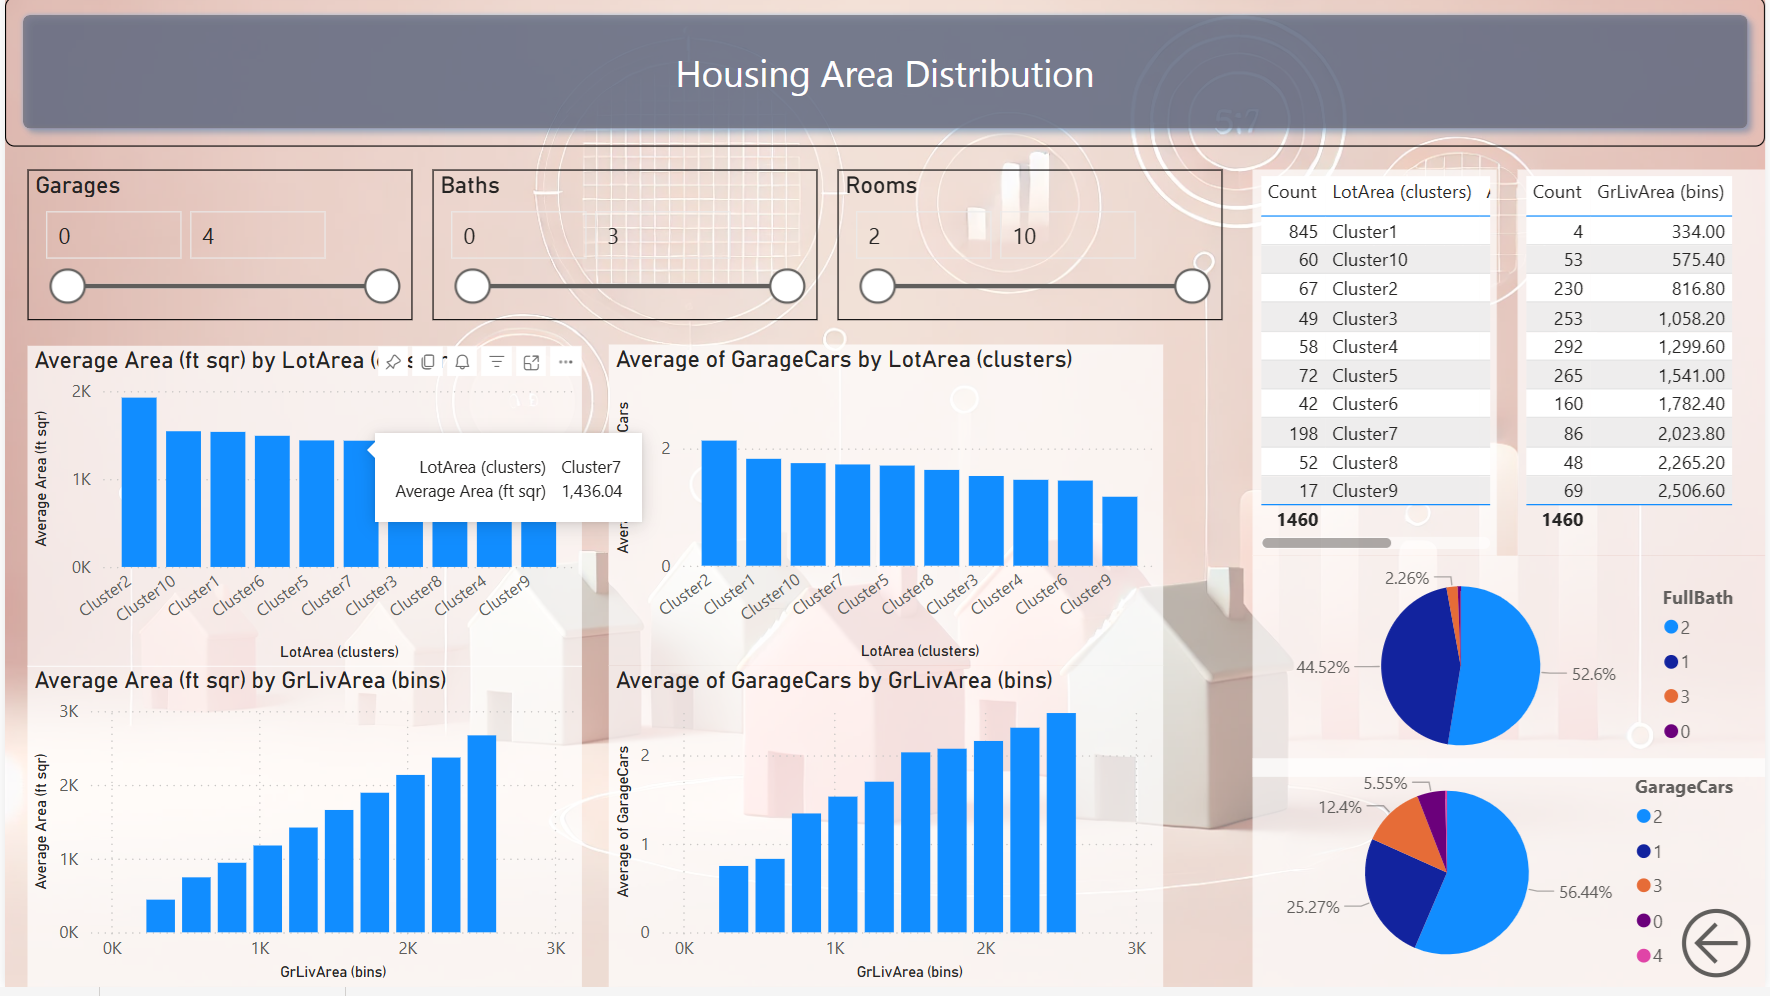 Housing Area Distribution
Garages
0 4
Baths
0 3
Rooms
2 10
Count LotArea (clusters)
845 Cluster1
60 Cluster10
67 Cluster2
49 Cluster3
58 Cluster4
72 Cluster5
42 Cluster6
198 Cluster7
52 Cluster8
17 Cluster9
1460
Count GrLivArea (bins)
4 334.00
53 575.40
230 816.80
253 1,058.20
292 1,299.60
265 1,541.00
160 1,782.40
86 2,023.80
48 2,265.20
69 2,506.60
1460
Average Area (ft sqr) by LotArea (
Average Area (ft sqr)
2K
1K
0K
Cluster2 Cluster10 Cluster1 Cluster6 Cluster5 Cluster7 Cluster3 Cluster8 Cluster4 Cluster9
LotArea (clusters)
LotArea (clusters) Cluster7
Average Area (ft sqr) 1,436.04
Average of GarageCars by LotArea (clusters)
2
0
Cluster2 Cluster1 Cluster10 Cluster7 Cluster5 Cluster8 Cluster3 Cluster4 Cluster6 Cluster9
LotArea (clusters)
Average Area (ft sqr) by GrLivArea (bins)
Average Area (ft sqr)
3K
2K
1K
0K
0K 1K 2K 3K
GrLivArea (bins)
Average of GarageCars by GrLivArea (bins)
Average of GarageCars
2
1
0
0K 1K 2K 3K
GrLivArea (bins)
2.26%
44.52%
52.6%
FullBath
2
1
3
0
5.55%
12.4%
25.27%
56.44%
GarageCars
2
1
3
0
4